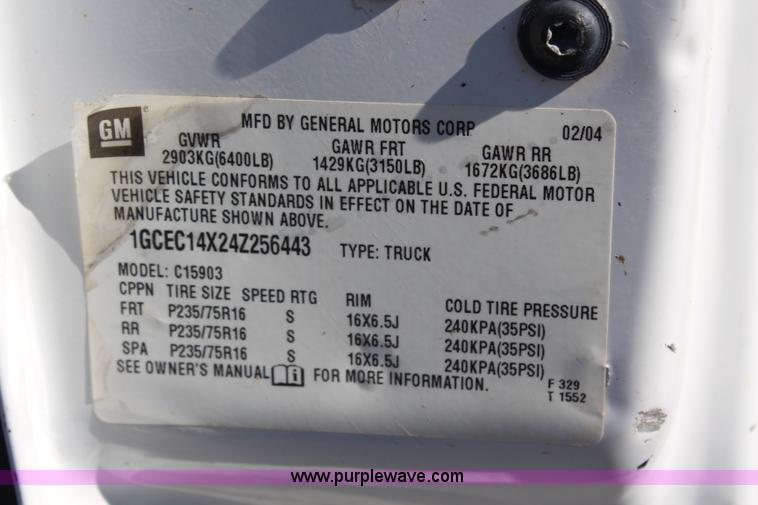 GM ®
MFD BY GENERAL MOTORS CORP 02/04
GVWR GAWR FRT GAWR RR
2903KG(6400LB) 1429KG(3150LB) 1672KG(3686LB)
THIS VEHICLE CONFORMS TO ALL APPLICABLE U.S. FEDERAL MOTOR
VEHICLE SAFETY STANDARDS IN EFFECT ON THE DATE OF
MANUFACTURE SHOWN ABOVE.
1GCEC14X24Z256443 TYPE: TRUCK
MODEL: C15903
CPPN TIRE SIZE SPEED RTG RIM COLD TIRE PRESSURE
FRT P235/75R16 S 16X6.5J 240KPA(35PSI)
RR P235/75R16 S 16X6.5J 240KPA(35PSI)
SPA P235/75R16 S 16X6.5J 240KPA(35PSI)
SEE OWNER'S MANUAL FOR MORE INFORMATION.
F 329
T 1552
www.purplewave.com